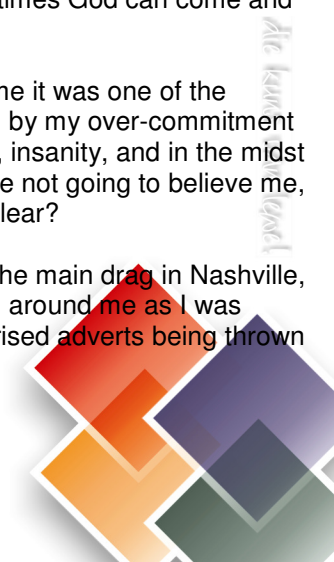 times God can come and
me it was one of the
by my over-commitment
, insanity, and in the midst
e not going to believe me,
lear?
he main drag in Nashville,
around me as I was
ised adverts being thrown
die